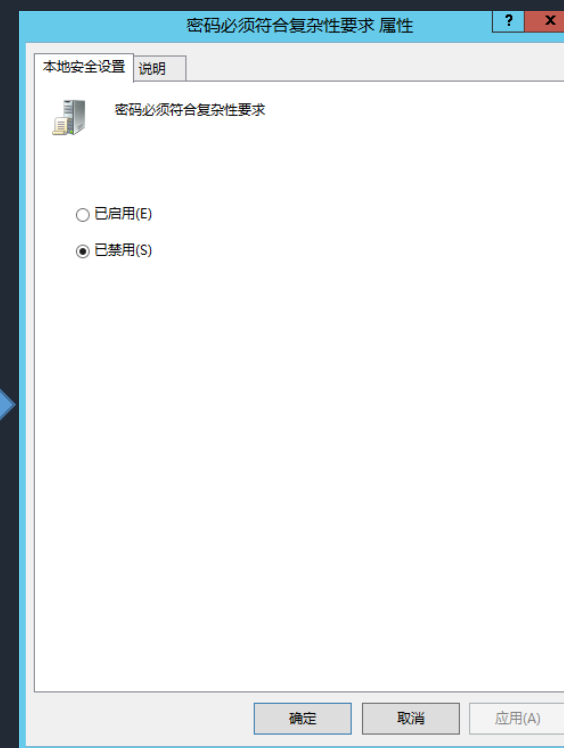 密码必须符合复杂性要求 属性
? x
本地安全设置 说明
密码必须符合复杂性要求
已启用(E)
已禁用(S)
确定 取消 应用(A)